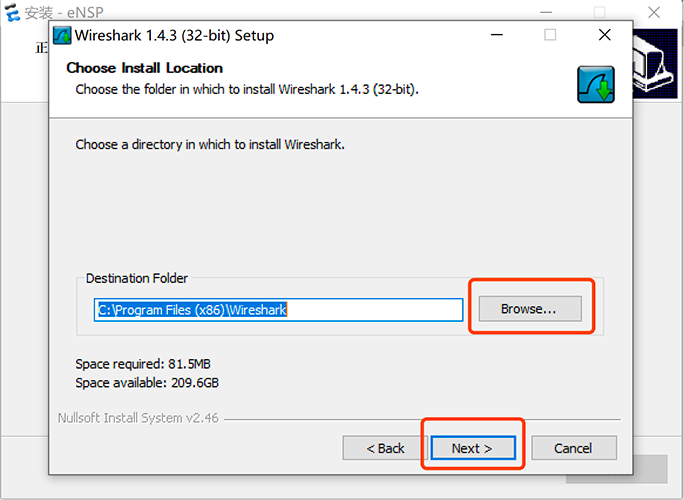 安装 - eNSP
正
Wireshark 1.4.3 (32-bit) Setup
Choose Install Location
Choose the folder in which to install Wireshark 1.4.3 (32-bit).
Choose a directory in which to install Wireshark.
Destination Folder
C:\Program Files (x86)\Wireshark
Browse...
Space required: 81.5MB
Space available: 209.6GB
Nullsoft Install System v2.46
< Back
Next >
Cancel